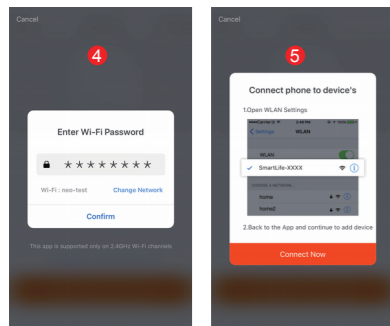 Cancel
4
Enter Wi-Fi Password
********
Wi-Fi : neo-test Change Network
Confirm
This app is supported only on 2.4GHz Wi-Fi channels.
Cancel
5
Connect phone to device's
1.Open WLAN Settings
Settings WLAN
WLAN
SmartLife-XXXX
CHOOSE A NETWORK...
Home
Home2
2.Back to the App and continue to add device
Connect Now